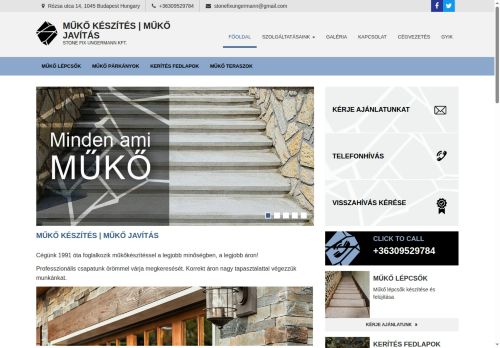 Rózsa utca 14, 1045 Budapest Hungary
+36309529784
stonefixungermann@gmail.com
MŰKŐ KÉSZÍTÉS | MŰKŐ
JAVÍTÁS
STONE FIX-UNGERMANN KFT.
FŐOLDAL
SZOLGÁLTATÁSAINK
GALÉRIA
KAPCSOLAT
CÉGVEZETÉS
GYIK
MŰKŐ LÉPCSŐK
MŰKŐ PÁRKÁNYOK
KERÍTÉS FEDLAPOK
MŰKŐ TERASZOK
Minden ami
MŰKŐ
KÉRJE AJÁNLATUNKAT
TELEFONHÍVÁS
VISSZAHÍVÁS KÉRÉSE
MŰKŐ KÉSZÍTÉS | MŰKŐ JAVÍTÁS
Cégünk 1991 óta foglalkozik műkőkészítéssel a legjobb minőségben, a legjobb áron!
Professzionális csapatunk örömmel várja megkeresését. Korrekt áron nagy tapasztalattal végezzük
munkánkat.
CLICK TO CALL
+36309529784
MŰKŐ LÉPCSŐK
Műkő lépcsők készítése és
felújítása
KÉRJE AJÁNLATUNK
KERÍTÉS FEDLAPOK